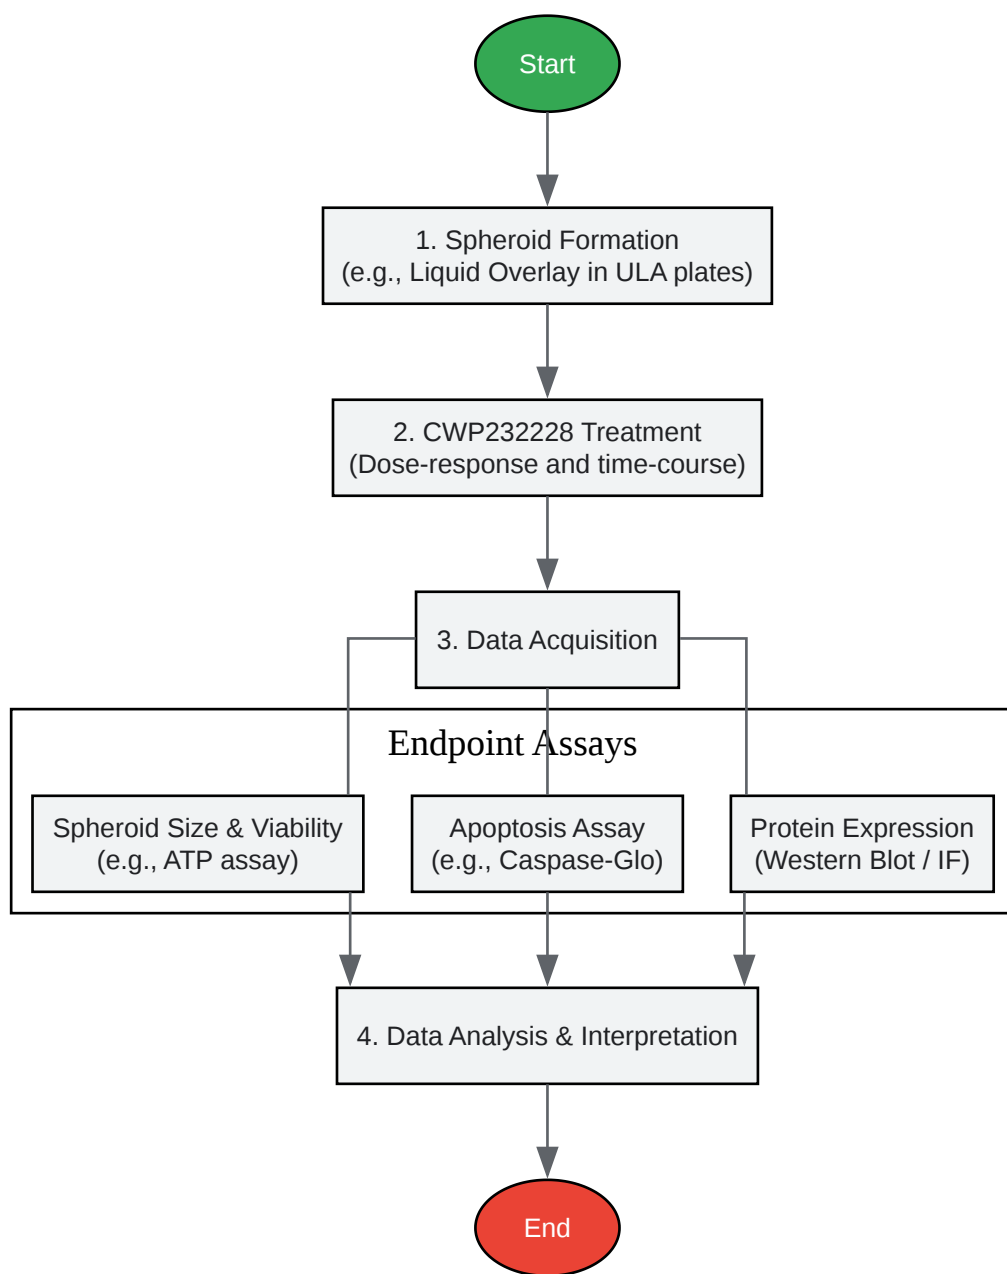 Start
1. Spheroid Formation
(e.g., Liquid Overlay in ULA plates)
2. CWP232228 Treatment
(Dose-response and time-course)
3. Data Acquisition
Endpoint Assays
Spheroid Size & Viability
(e.g., ATP assay)
Apoptosis Assay
(e.g., Caspase-Glo)
Protein Expression
(Western Blot / IF)
4. Data Analysis & Interpretation
End